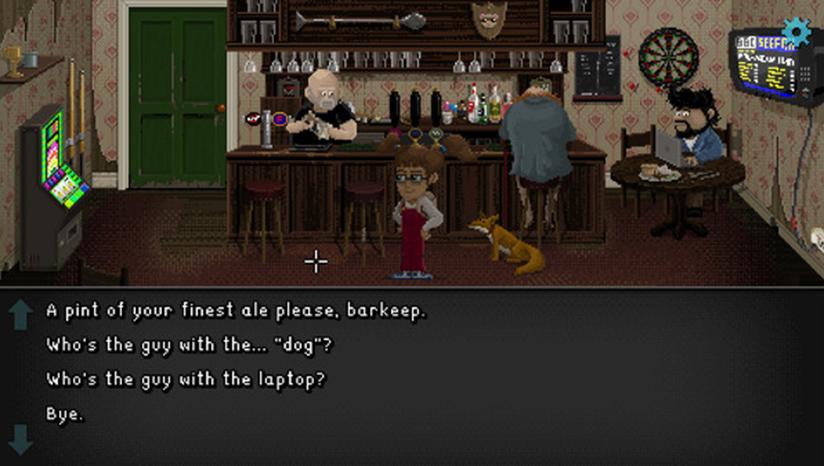 A pint of your finest ale please, barkeep.
Who's the guy with the... "dog"?
Who's the guy with the laptop?
Bye.